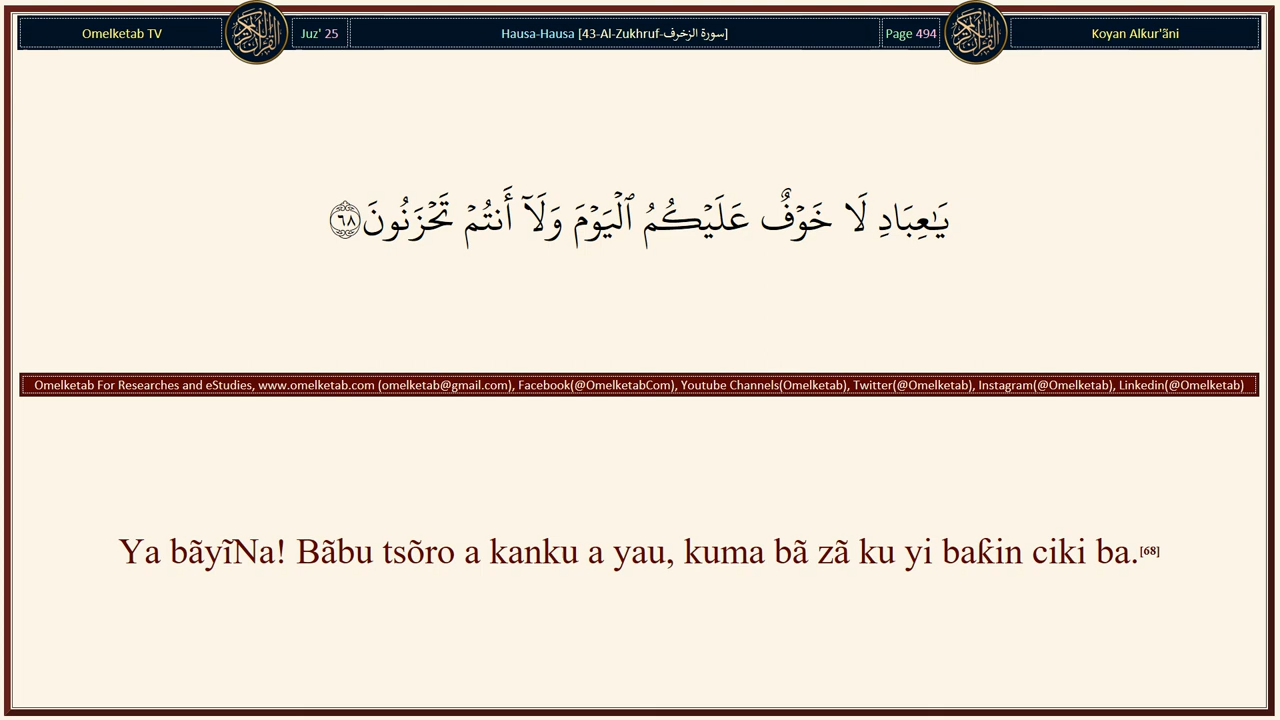 Omelketab TV
Juz' 25
Hausa-Hausa [43-Al-Zukhruf-سورة الزخرف]
Page 494
Koyan Alƙur'ãni
يَـٰعِبَادِ لَا خَوۡفٌ عَلَيۡكُمُ ٱلۡيَوۡمَ وَلَآ أَنتُمۡ تَحۡزَنُونَ ٦٨
Omelketab For Researches and eStudies, www.omelketab.com (omelketab@gmail.com), Facebook(@OmelketabCom), Youtube Channels(Omelketab), Twitter(@Omelketab), Instagram(@Omelketab), Linkedin(@Omelketab)
Ya bãyĩNa! Bãbu tsõro a kanku a yau, kuma bã zã ku yi baƙin ciki ba.[68]